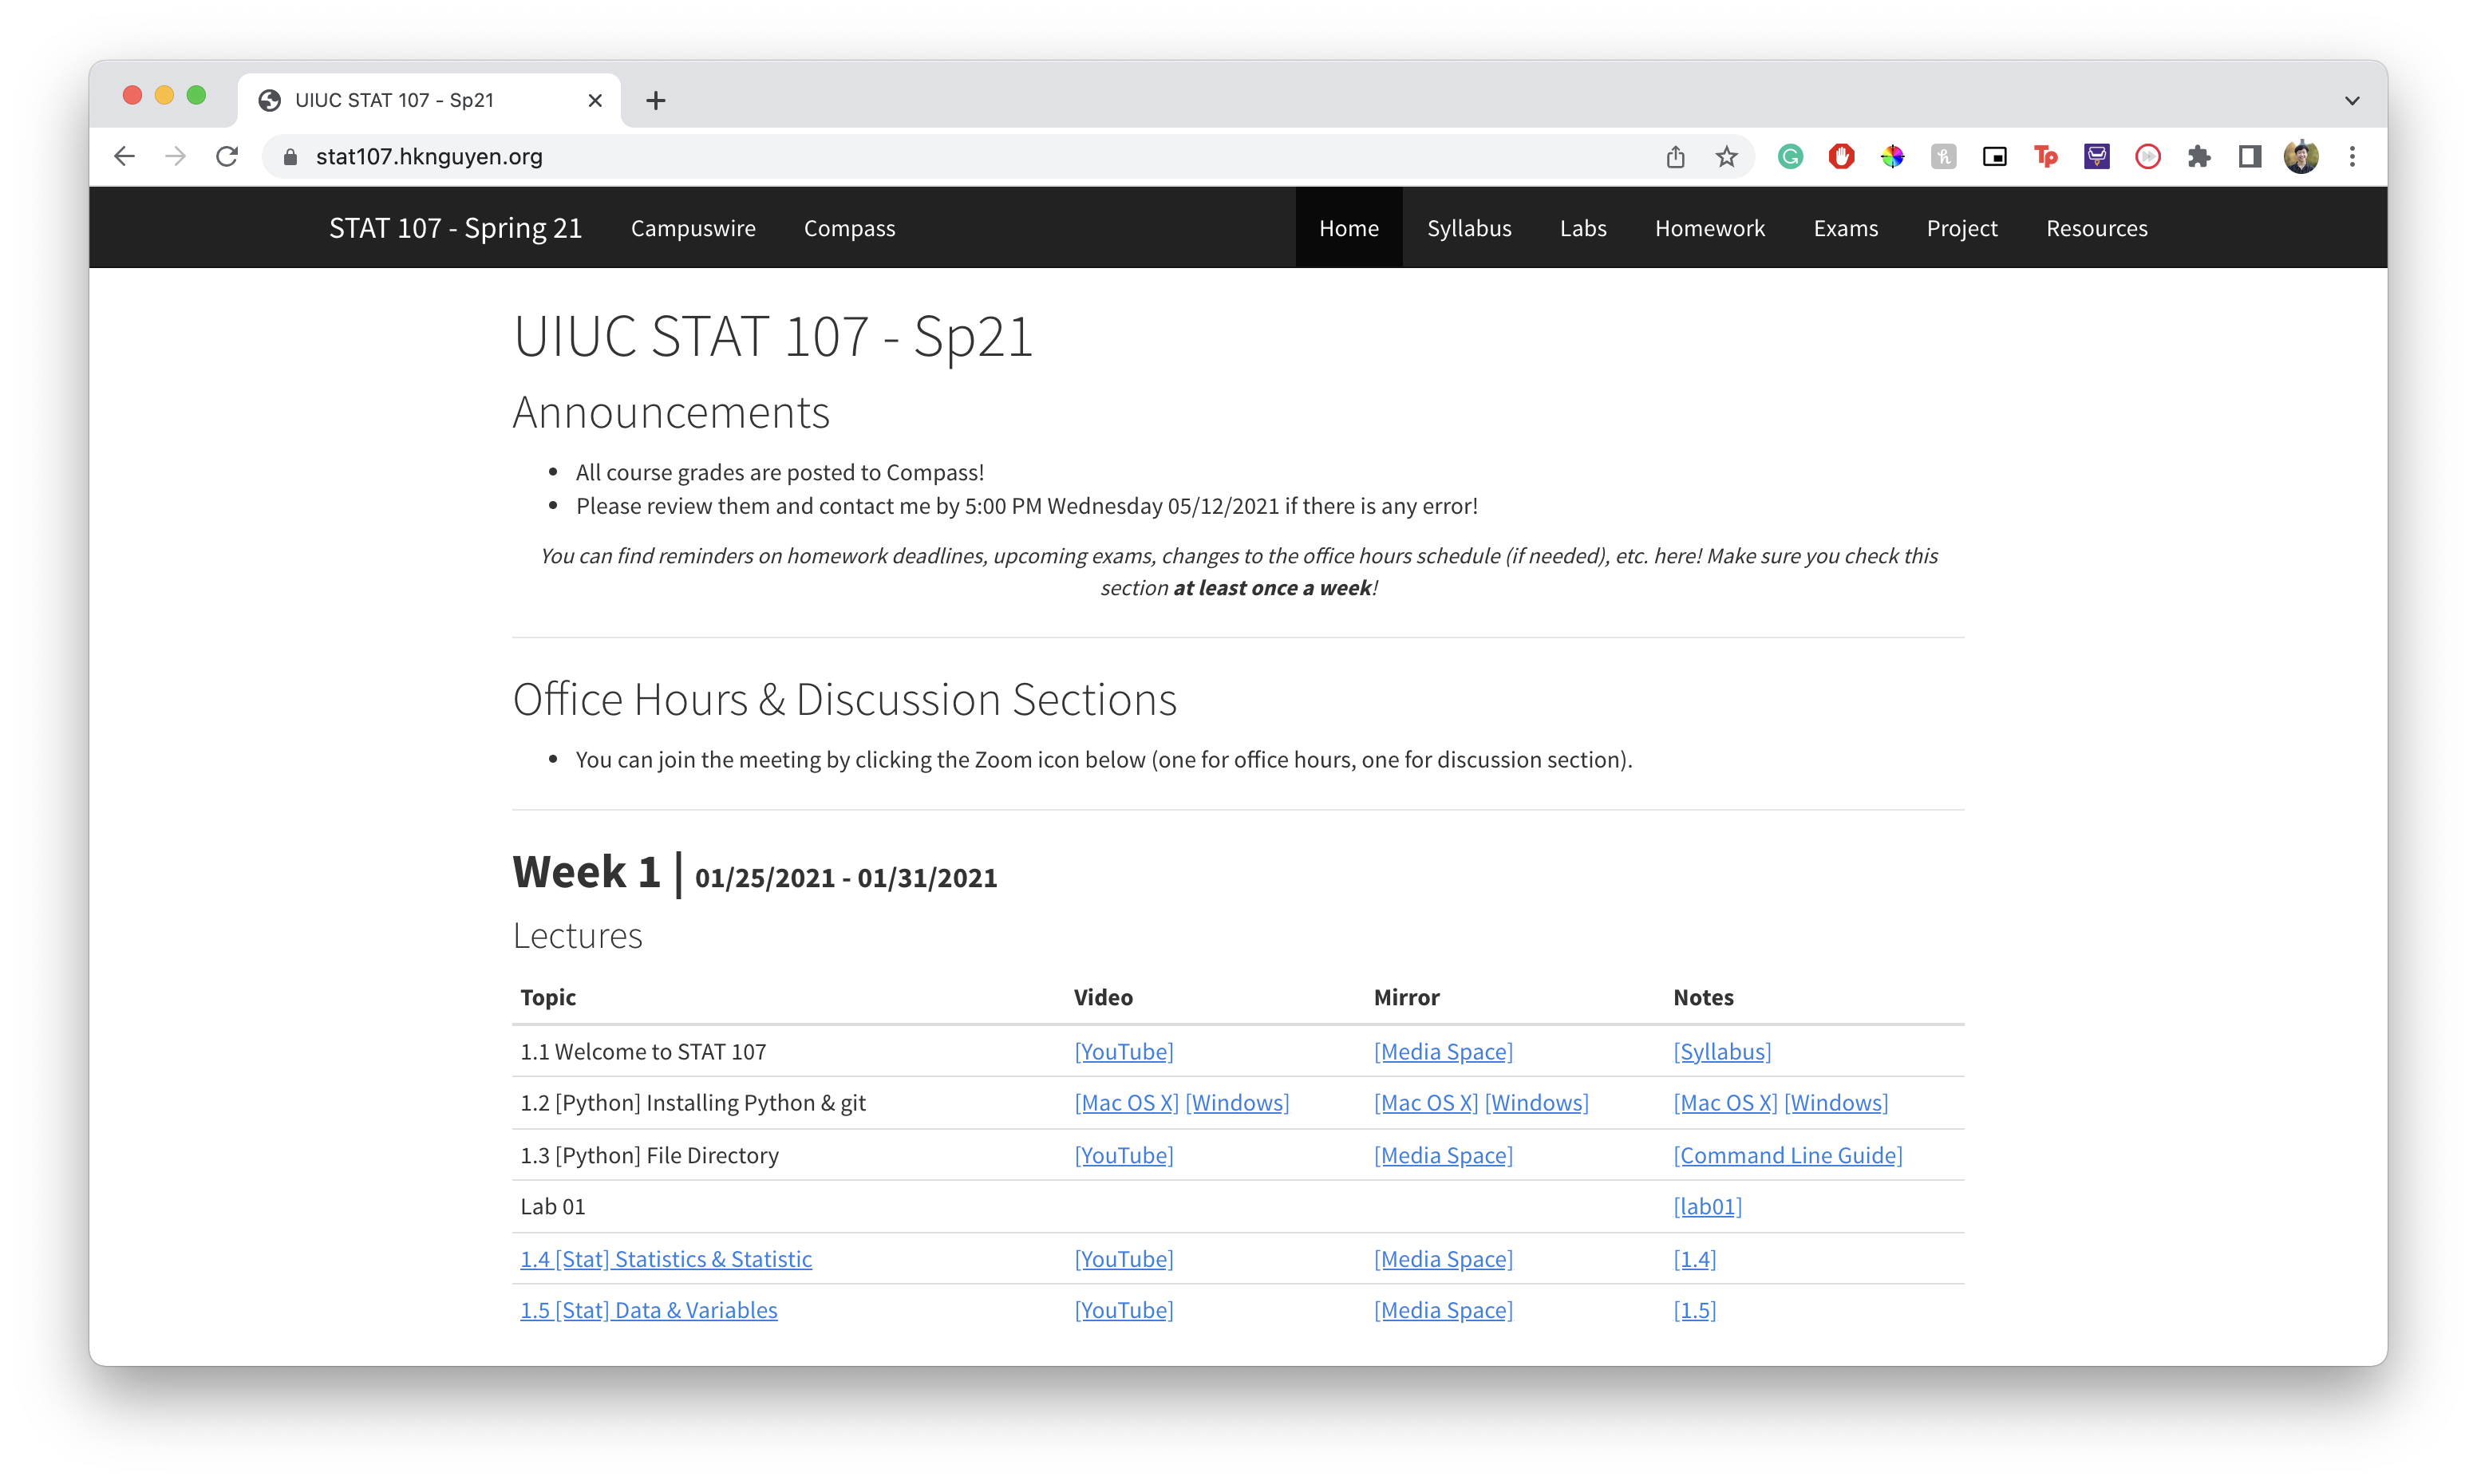 UIUC STAT 107 - Sp21
stat107.hknguyen.org
Tp
STAT 107 - Spring 21 Campuswire Compass Home Syllabus Labs Homework Exams Project Resources
UIUC STAT 107 - Sp21
Announcements
• All course grades are posted to Compass!
• Please review them and contact me by 5:00 PM Wednesday 05/12/2021 if there is any error!
You can find reminders on homework deadlines, upcoming exams, changes to the office hours schedule (if needed), etc. here! Make sure you check this
section at least once a week!
Office Hours & Discussion Sections
• You can join the meeting by clicking the Zoom icon below (one for office hours, one for discussion section).
Week 1 | 01/25/2021 - 01/31/2021
Lectures
Topic Video Mirror Notes
1.1 Welcome to STAT 107 [YouTube] [Media Space] [Syllabus]
1.2 [Python] Installing Python & git [Mac OS X] [Windows] [Mac OS X] [Windows] [Mac OS X] [Windows]
1.3 [Python] File Directory [YouTube] [Media Space] [Command Line Guide]
Lab 01 [lab01]
1.4 [Stat] Statistics & Statistic [YouTube] [Media Space] [1.4]
1.5 [Stat] Data & Variables [YouTube] [Media Space] [1.5]